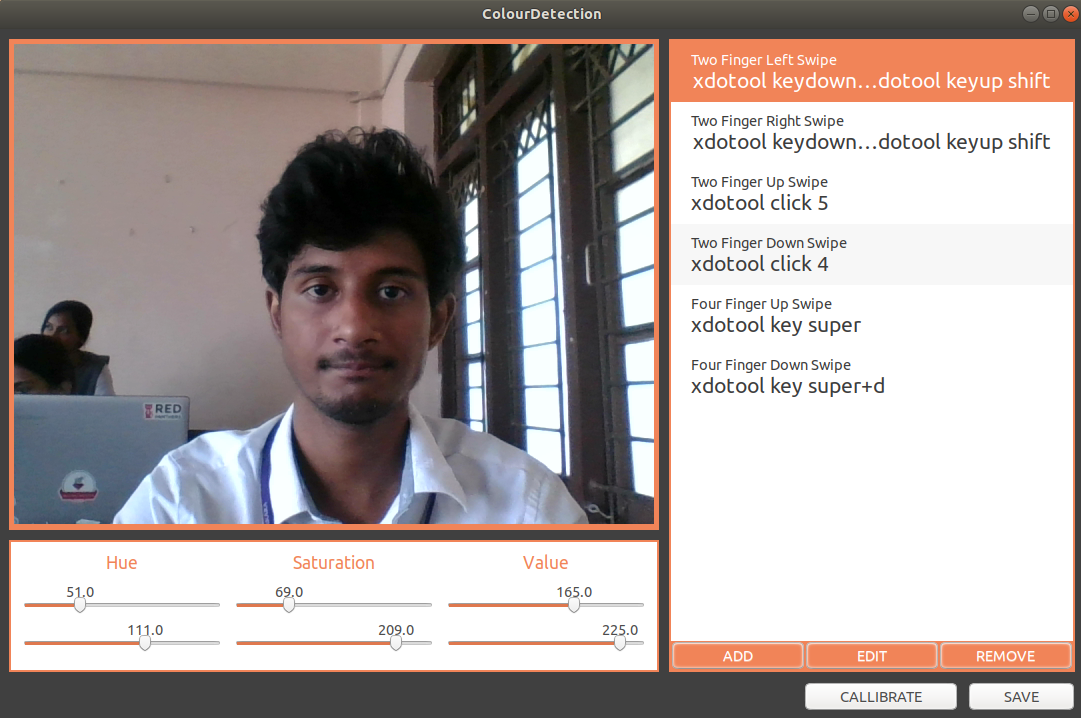 ColourDetection
RED
Hue
Saturation
Value
51.0
69.0
165.0
111.0
209.0
225.0
Two Finger Left Swipe
xdotool keydown…dotool keyup shift
Two Finger Right Swipe
xdotool keydown…dotool keyup shift
Two Finger Up Swipe
xdotool click 5
Two Finger Down Swipe
xdotool click 4
Four Finger Up Swipe
xdotool key super
Four Finger Down Swipe
xdotool key super+d
ADD
EDIT
REMOVE
CALLIBRATE
SAVE